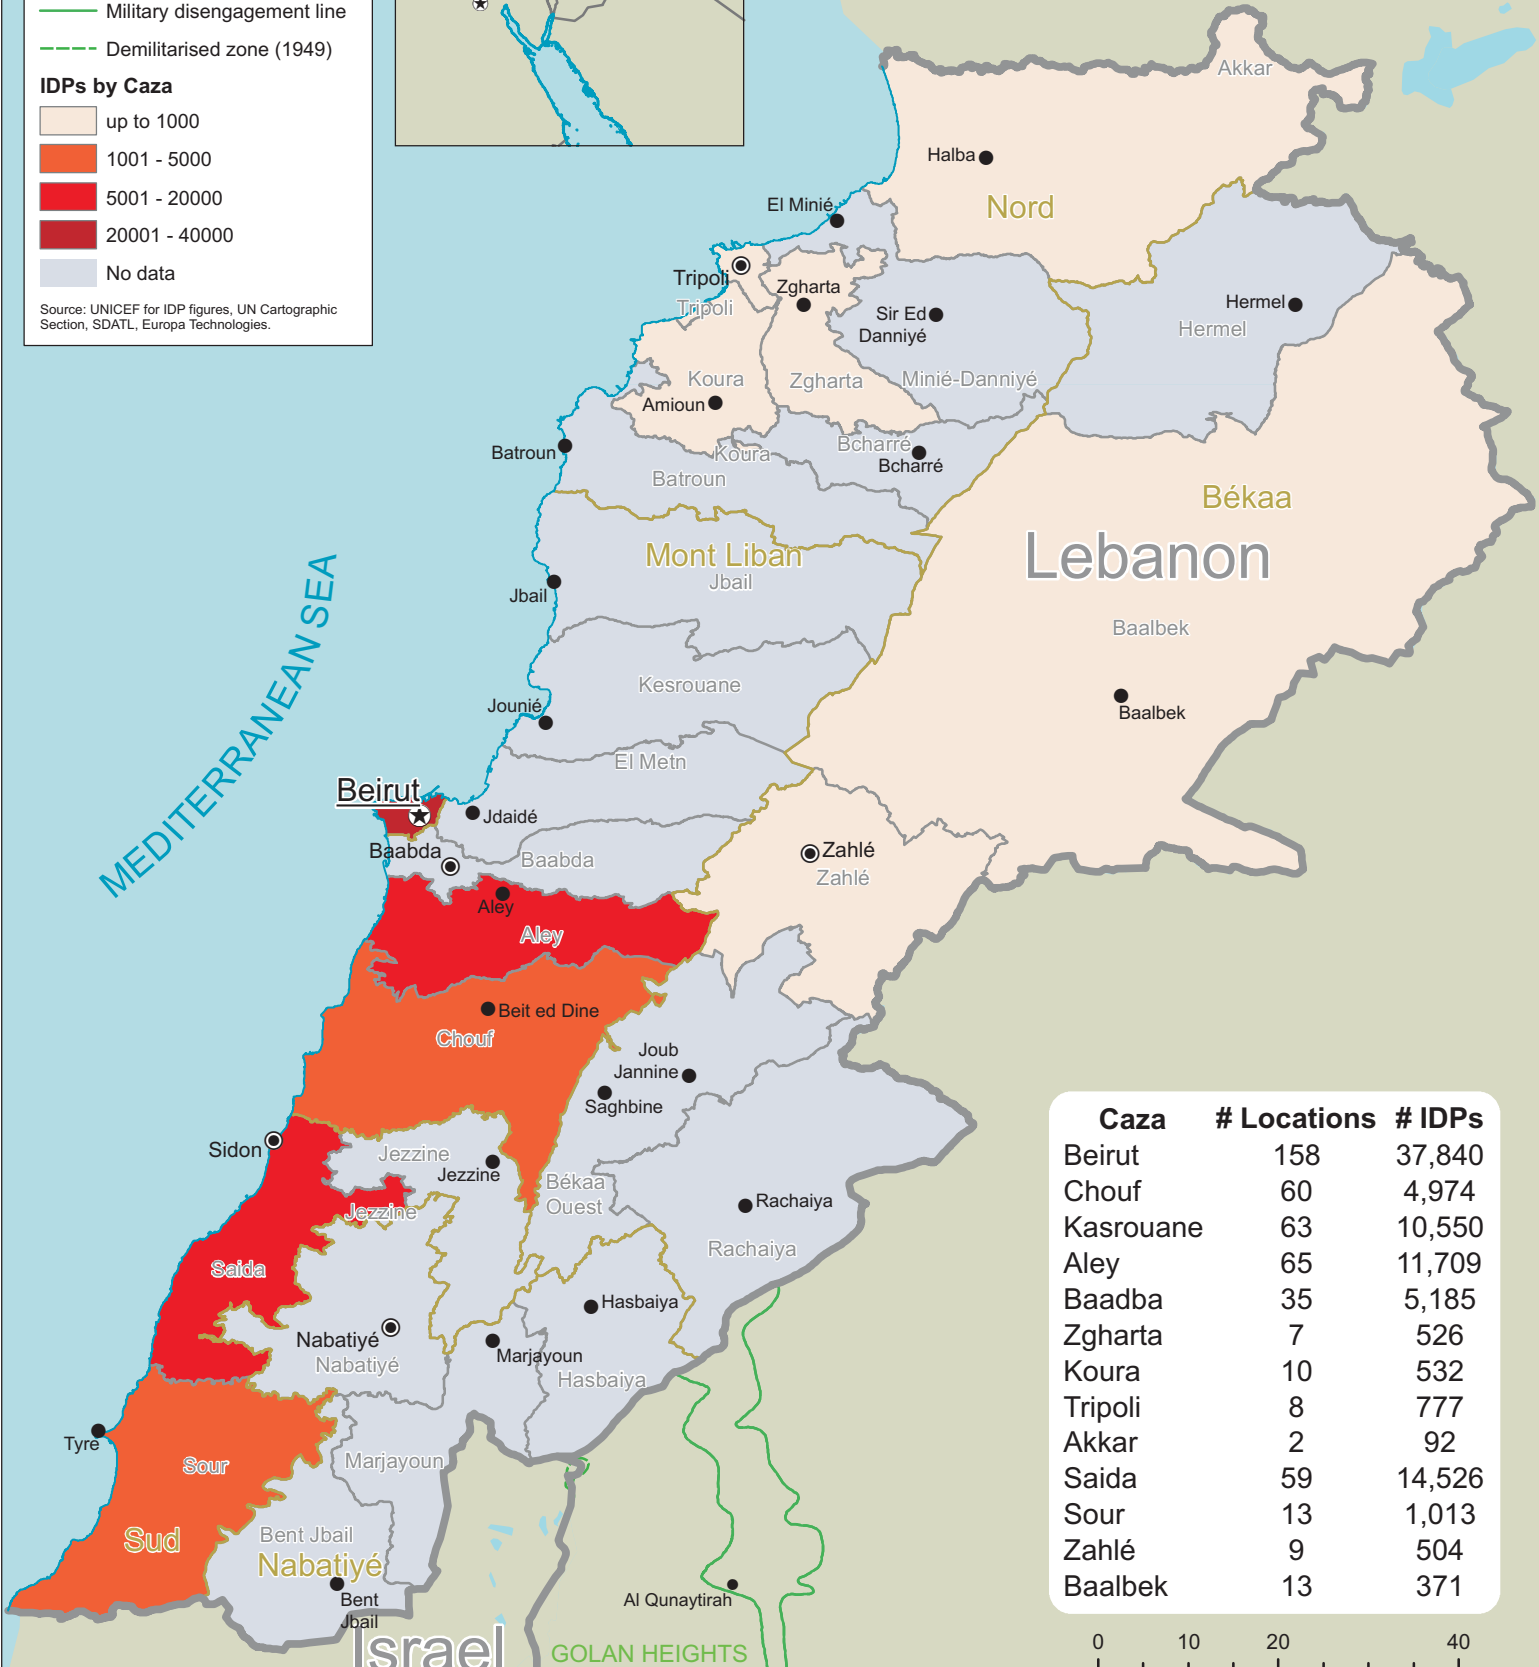 Military disengagement line
Demilitarised zone (1949)
IDPs by Caza
up to 1000
1001 - 5000
5001 - 20000
20001 - 40000
No data
Source: UNICEF for IDP figures, UN Cartographic
Section, SDATL, Europa Technologies.
Akkar
Halba
Nord
El Minié
Tripoli
Tripoli
Zgharta
Sir Ed
Danniyé
Hermel
Hermel
Koura
Zgharta
Minié-Danniyé
Amioun
Batroun
Koura
Bcharré
Bcharré
Batroun
Békaa
Mont Liban
Jbail
Lebanon
Jbail
MEDITERRANEAN SEA
Baalbek
Kesrouane
Baalbek
Jounié
El Metn
Beirut
Jdaidé
Baabda
Baabda
Zahlé
Zahlé
Aley
Aley
Beit ed Dine
Chouf
Joub
Jannine
Saghbine
Sidon
Jezzine
Jezzine
Békaa
Ouest
Jezzine
Rachaiya
Rachaiya
Saida
Hasbaiya
Nabatiyé
Nabatiyé
Marjayoun
Hasbaiya
Tyre
Sour
Marjayoun
Sud
Bent Jbail
Nabatiyé
Bent
Jbail
Israel
Al Qunaytirah
GOLAN HEIGHTS
Caza # Locations # IDPs
Beirut 158 37,840
Chouf 60 4,974
Kasrouane 63 10,550
Aley 65 11,709
Baadba 35 5,185
Zgharta 7 526
Koura 10 532
Tripoli 8 777
Akkar 2 92
Saida 59 14,526
Sour 13 1,013
Zahlé 9 504
Baalbek 13 371
0 10 20 40